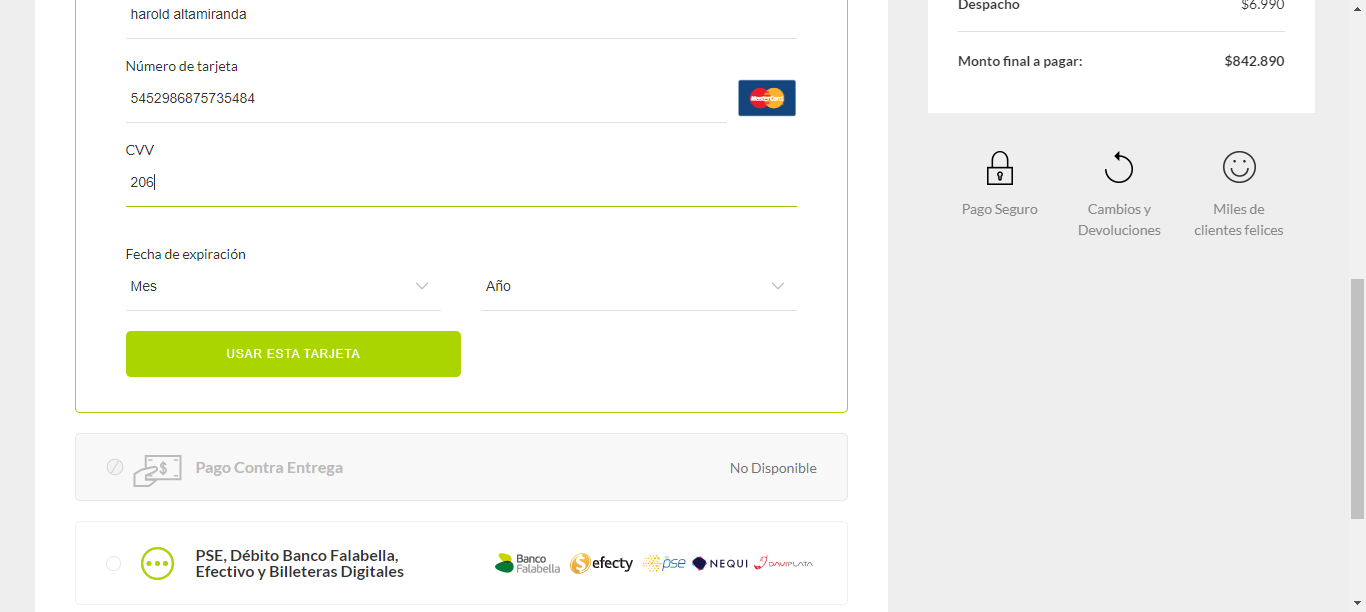 harold altamiranda
Número de tarjeta
5452986875735484
MasterCard
CVV
206
Fecha de expiración
Mes
Año
USAR ESTA TARJETA
$
Pago Contra Entrega
No Disponible
PSE, Débito Banco Falabella,
Efectivo y Billeteras Digitales
Banco
Falabella
$efecty
pse
NEQUI
DAVIPLATA
Despacho
$6.990
Monto final a pagar:
$842.890
Pago Seguro
Cambios y
Devoluciones
Miles de
clientes felices